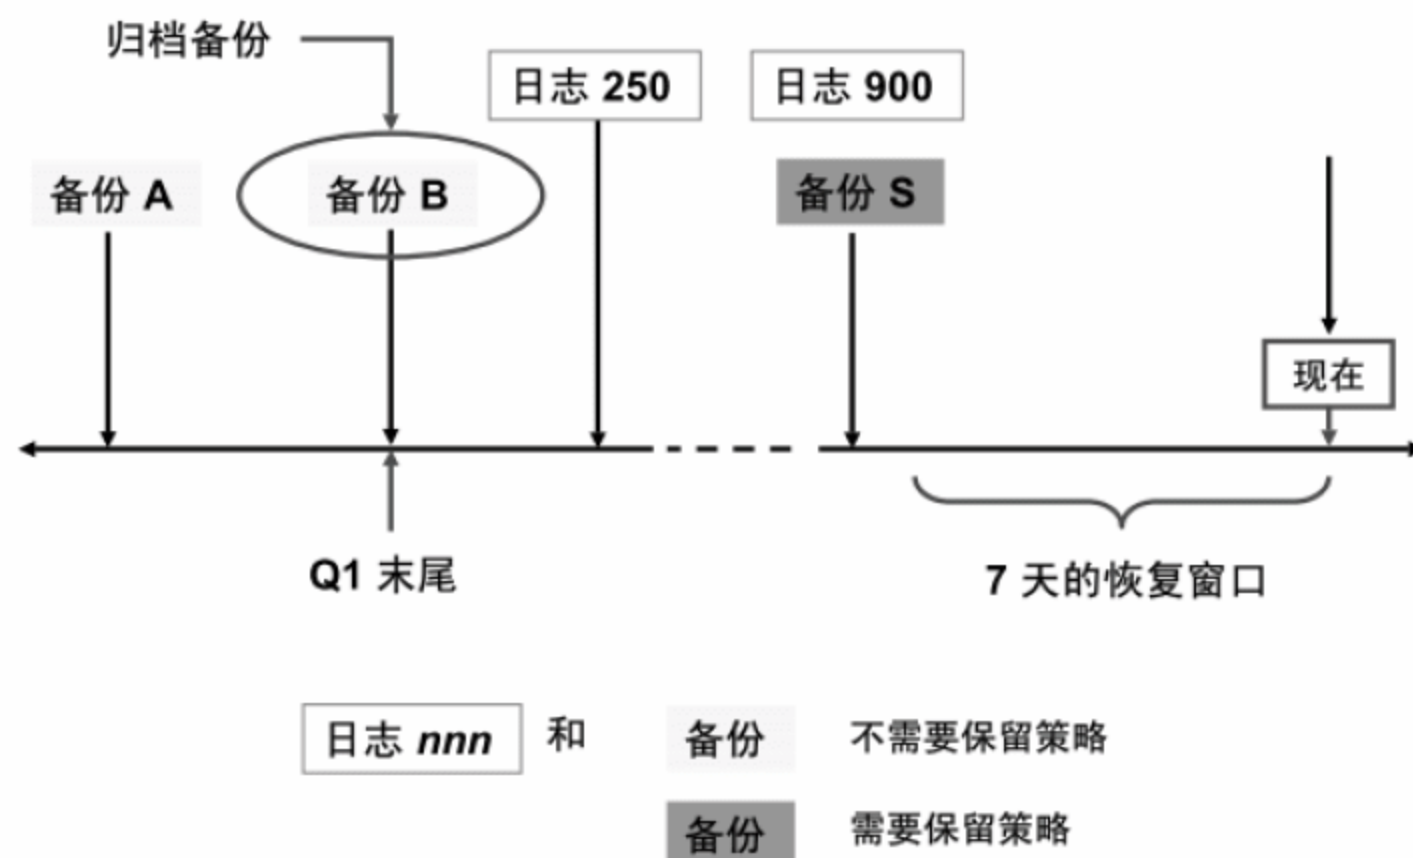 归档备份
日志 250
日志 900
备份 A
备份 B
备份 S
现在
Q1 末尾
7 天的恢复窗口
日志 nnn 和 备份 不需要保留策略
备份 需要保留策略